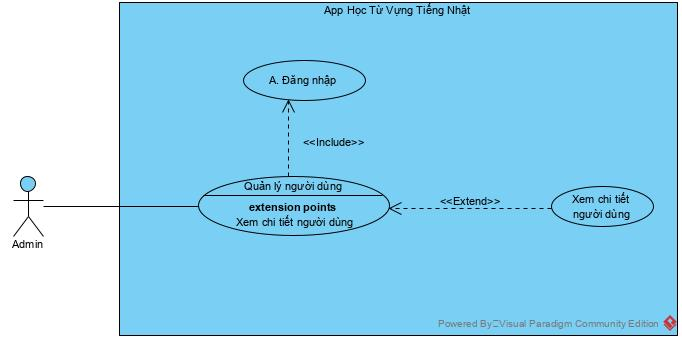 App Học Từ Vựng Tiếng Nhật
A. Đăng nhập
<<Include>>
Quản lý người dùng
extension points
Xem chi tiết người dùng
<<Extend>>
Xem chi tiết
người dùng
Admin
Powered By Visual Paradigm Community Edition